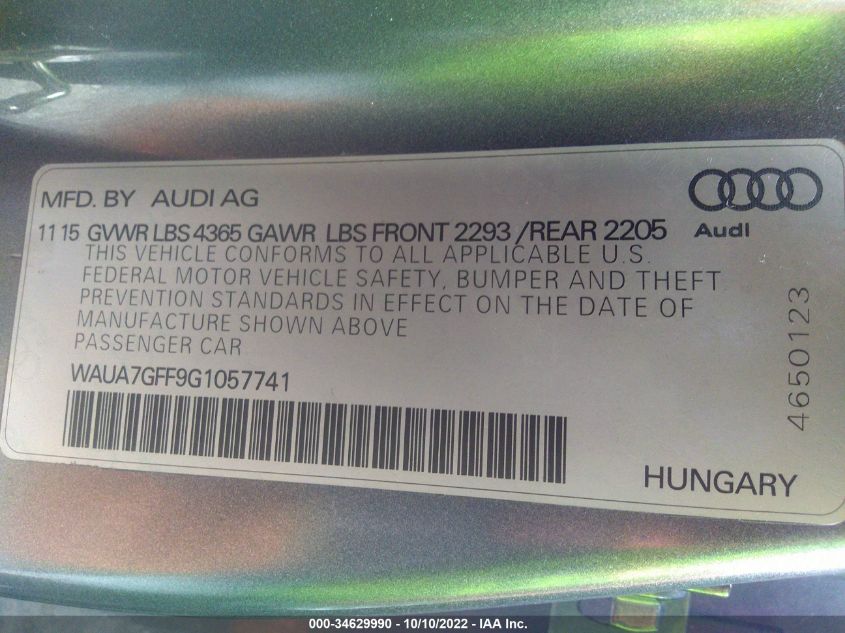 MFD. BY AUDI AG
11 15 GVWR LBS 4365 GAWR LBS FRONT 2293 /REAR 2205
Audi
THIS VEHICLE CONFORMS TO ALL APPLICABLE U.S.
FEDERAL MOTOR VEHICLE SAFETY, BUMPER AND THEFT
PREVENTION STANDARDS IN EFFECT ON THE DATE OF
MANUFACTURE SHOWN ABOVE
PASSENGER CAR
WAUA7GFF9G1057741
4650123
HUNGARY
000-34629990 - 10/10/2022 - IAA Inc.